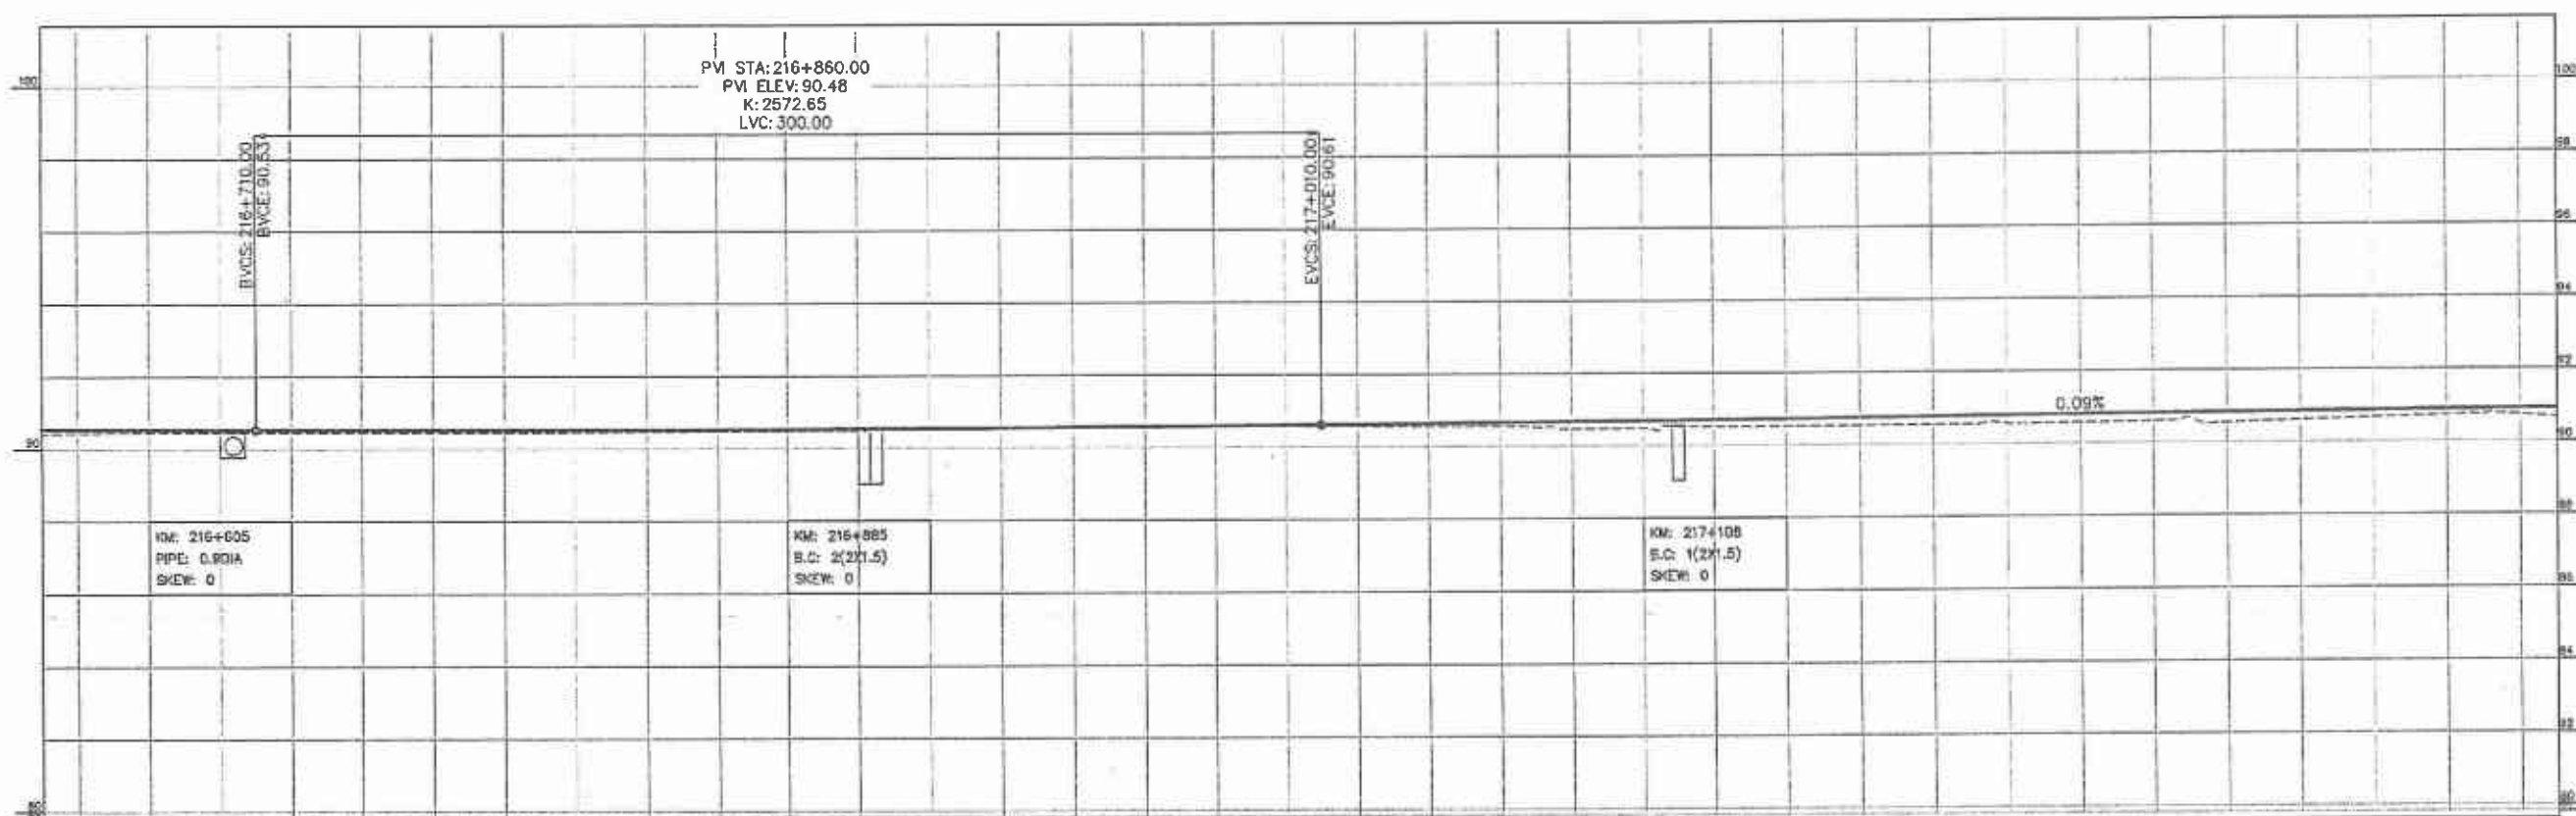 PVI STA: 216+860.00
PVI ELEV: 90.48
K: 2572.65
LVC: 300.00
BVCS: 216+710.00
BVCE: 90.53
EVCS: 217+010.00
EVCE: 90.61
100
90
80
100
98
96
94
92
90
88
86
84
82
80
0.09%
KM: 216+605
PIPE: 0.9DIA
SKEW: 0
KM: 216+885
B.C: 2(2X1.5)
SKEW: 0
KM: 217+108
B.C: 1(2X1.5)
SKEW: 0